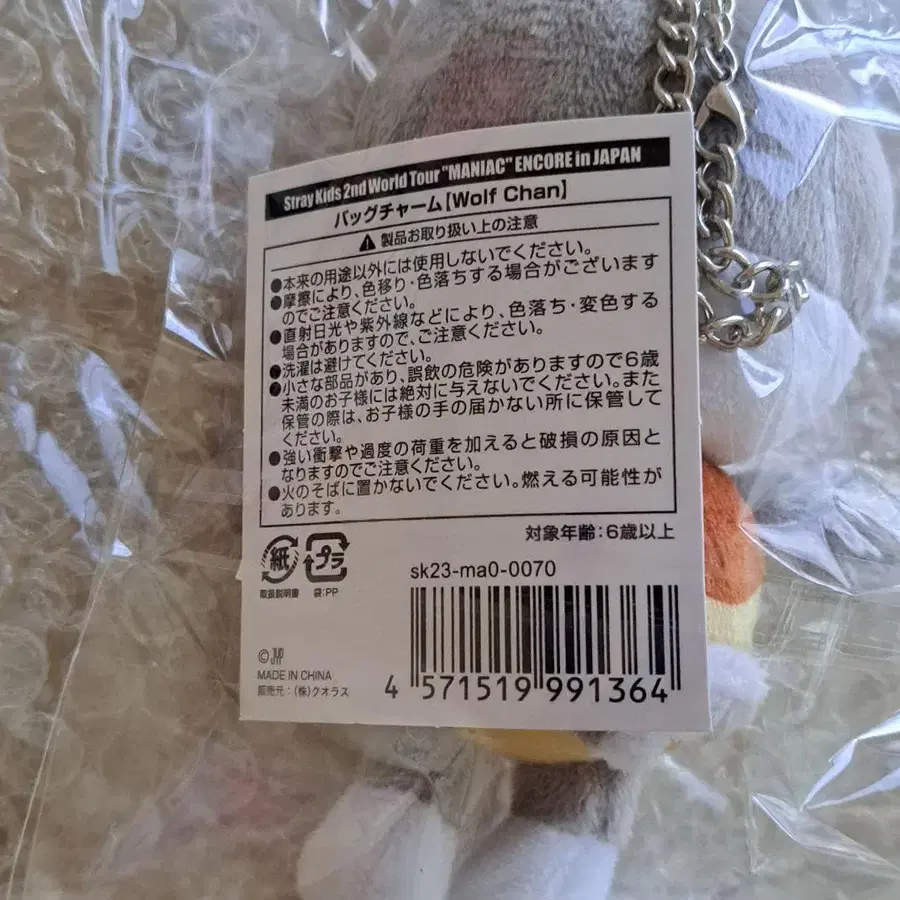 Stray Kids 2nd World Tour "MANIAC" ENCORE in JAPAN
バッグチャーム【Wolf Chan】
製品お取り扱い上の注意
●本来の用途以外には使用しないでください。
●摩擦により、色移り・色落ちする場合がございます
のでご注意ください。
●直射日光や紫外線などにより、色落ち・変色する
場合がありますので、ご注意ください。
●洗濯は避けてください。
●小さな部品があり、誤飲の危険がありますので6歳
未満のお子様には絶対に与えないでください。また
保管の際は、お子様の手の届かない所に保管して
ください。
●強い衝撃や過度の荷重を加えると破損の原因と
なりますのでご注意ください。
●火のそばに置かないでください。燃える可能性が
あります。
対象年齢:6歳以上
紙 プラ
取扱説明書 袋:PP
sk23-ma0-0070
4 571519 991364
© JYP
MADE IN CHINA
販売元:(株)クオラス